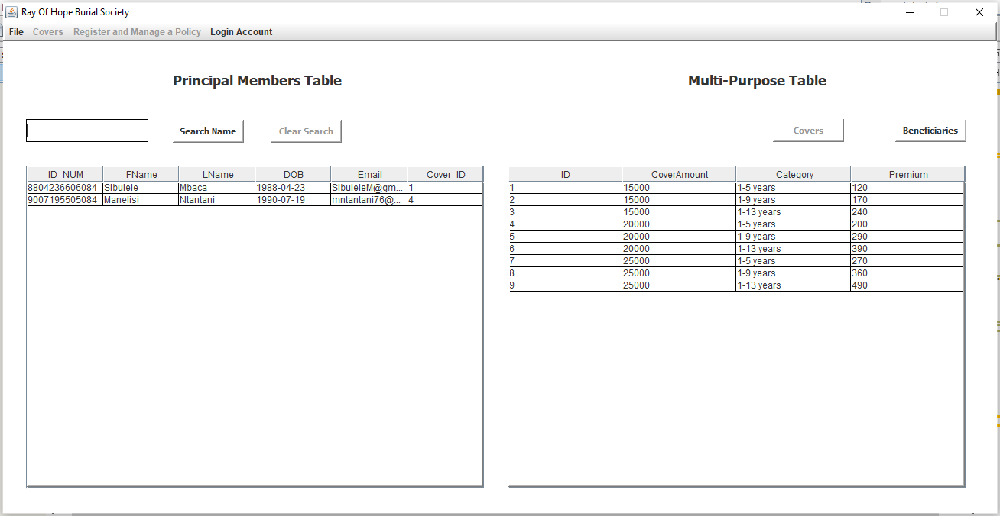 Ray Of Hope Burial Society
File Covers Register and Manage a Policy Login Account
Principal Members Table
Multi-Purpose Table
Search Name Clear Search
Covers Beneficiaries
ID_NUM FName LName DOB Email Cover_ID
8804236606084 Sibulele Mbaca 1988-04-23 SibuleleM@gm... 1
9007195505084 Manelisi Ntantani 1990-07-19 mntantani76@... 4
ID CoverAmount Category Premium
1 15000 1-5 years 120
2 15000 1-9 years 170
3 15000 1-13 years 240
4 20000 1-5 years 200
5 20000 1-9 years 290
6 20000 1-13 years 390
7 25000 1-5 years 270
8 25000 1-9 years 360
9 25000 1-13 years 490